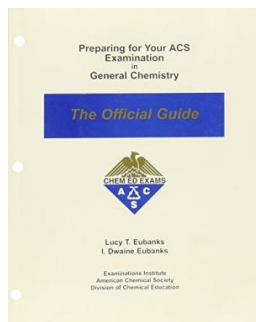 Preparing for Your ACS
Examination
in
General Chemistry
The Official Guide
CHEM ED EXAMS
A C
S
Lucy T. Eubanks
I. Dwaine Eubanks
Examinations Institute
American Chemical Society
Division of Chemical Education